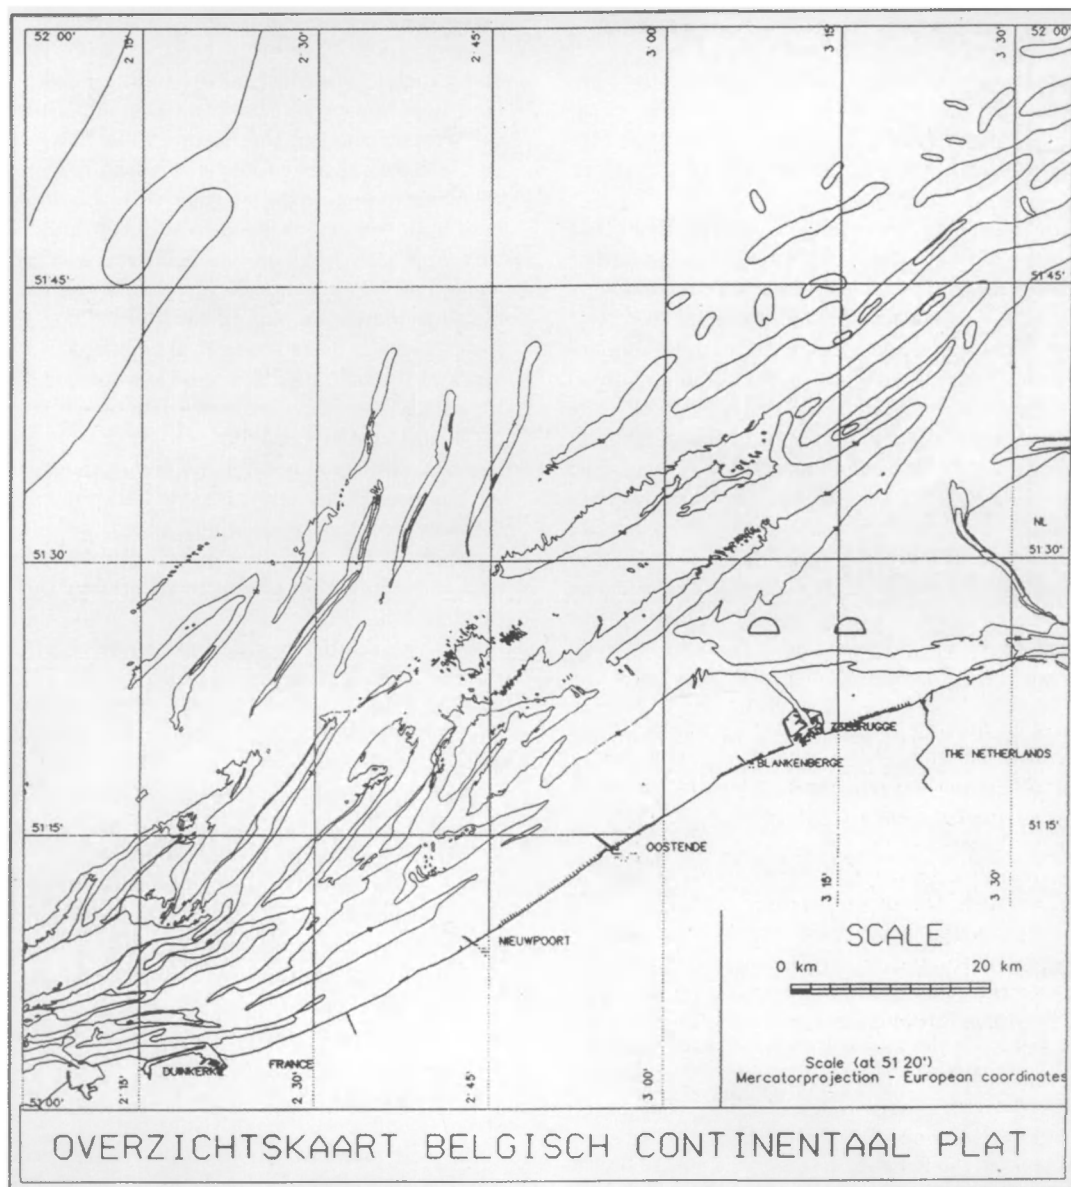 52 00'
2 15'
2 30'
2 45'
3 00'
3 15'
3 30'
52 00'
51 45'
51 45'
51 30'
NL
51 30'
ZEEBRUGGE
THE NETHERLANDS
BLANKENBERGE
51 15'
51 15'
OOSTENDE
3 15'
3 30'
NIEUWPOORT
SCALE
0 km 20 km
DUINKERKE
FRANCE
Scale (at 51 20')
Mercatorprojection - European coordinates
51 00'
2 15'
2 30'
2 45'
3 00'
OVERZICHTSKAART BELGISCH CONTINENTAAL PLAT